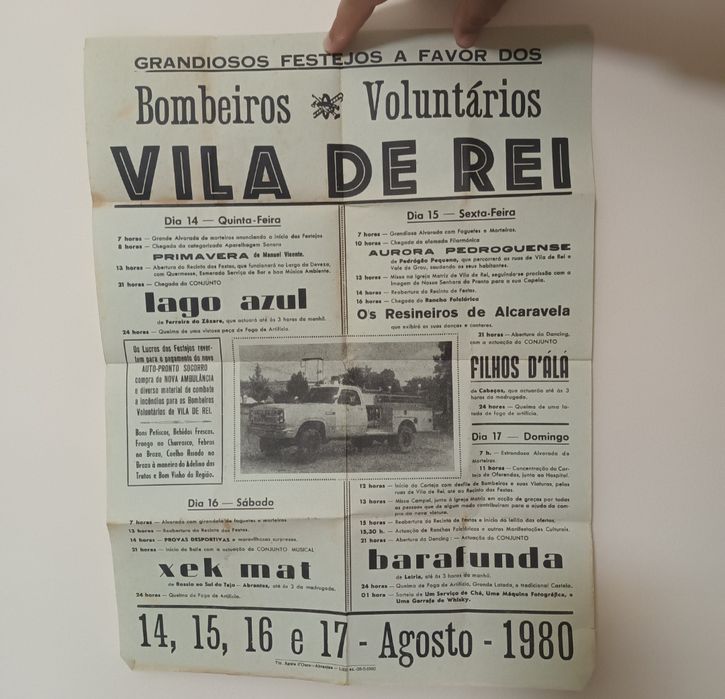 GRANDIOSOS FESTEJOS A FAVOR DOS
Bombeiros Voluntários
VILA DE REI
Dia 14 — Quinta-Feira
7 horas — Grande Alvorada de morteiros anunciando o início dos Festejos
8 horas — Chegada da categorizada Aparelhagem Sonora
PRIMAVERA de Manuel Vicente.
13 horas — Abertura do Recinto das Festas, que funcionará no Largo da Deveza,
com Quermesse, Esmerado Serviço de Bar e boa Música Ambiente.
21 horas — Chegada do CONJUNTO
lago azul
de Ferreira do Zêzere, que actuará até às 3 horas da manhã.
24 horas — Queima de uma vistosa peça de Fogo de Artifício.
Os Lucros dos Festejos rever-
tem para o pagamento do novo
AUTO-PRONTO SOCORRO
compra da NOVA AMBULÂNCIA
e diverso material de combate
a incêndios para os Bombeiros
Voluntários de VILA DE REI.
Bons Petiscos, Bebidas Frescas,
Frango no Churrasco, Febras
na Brasa, Coelho Assado na
Brasa à maneira do Adelino das
Trutas e Bom Vinho da Região.
Dia 16 — Sábado
7 horas — Alvorada com girandola de foguetes e morteiros
13 horas — Reabertura do Recinto das Festas.
14 horas — PROVAS DESPORTIVAS e maravilhosas surpresas.
21 horas — Início do Baile com a actuação do CONJUNTO MUSICAL
xek mat
de Rossio ao Sul do Tejo - Abrantes, até às 3 da madrugada.
24 horas — Queima de Fogo de Artifício.
Dia 15 — Sexta-Feira
7 horas — Grandiosa Alvorada com Foguetes e Morteiros.
10 horas — Chegada da afamada Filarmónica
AURORA PEDROGUENSE
de Pedrógão Pequeno, que percorrerá as ruas de Vila de Rei e
Vale da Grou, saudando os seus habitantes.
13 horas — Missa na Igreja Matriz de Vila de Rei, seguindo-se procissão com a
Imagem de Nossa Senhora do Pranto para a sua Capela.
14 horas — Reabertura do Recinto de Festas.
16 horas — Chegada do Rancho Folclórico
Os Resineiros de Alcaravela
que exibirá as suas danças e cantares.
21 horas — Abertura do Dancing,
com a actuação do CONJUNTO
FILHOS D'ÁLÁ
de Cabaços, que actuarão até às 3
horas da madrugada.
24 horas — Queima de uma la-
tada de fogo de artifício.
Dia 17 — Domingo
7 h. — Estrondosa Alvorada de
Morteiros.
11 horas — Concentração do Cor-
tejo de Oferendas, junto ao Hospital.
12 horas — Início do Cortejo com desfile de Bombeiros e suas Viaturas, pelas
ruas de Vila de Rei, até ao Recinto das Festas.
13 horas — Missa Campal, junto à Igreja Matriz em acção de graças por todas
as pessoas que de algum modo contribuiram para a ajuda da com-
pra da nova viatura.
15 horas — Reabertura do Recinto de Festas e início do leilão das ofertas.
15,30 h. — Actuação de Ranchos Folclóricos e outras Manifestações Culturais.
21 horas — Abertura do Dancing — Actuação do CONJUNTO
barafunda
de Leiria, até às 3 horas da manhã.
24 horas — Queima de Fogo de Artifício, Grande Latada, o tradicional Castelo.
01 hora — Sorteio de Um Serviço de Chá, Uma Máquina Fotográfica, e
Uma Garrafa de Whisky.
14, 15, 16 e 17 - Agosto - 1980